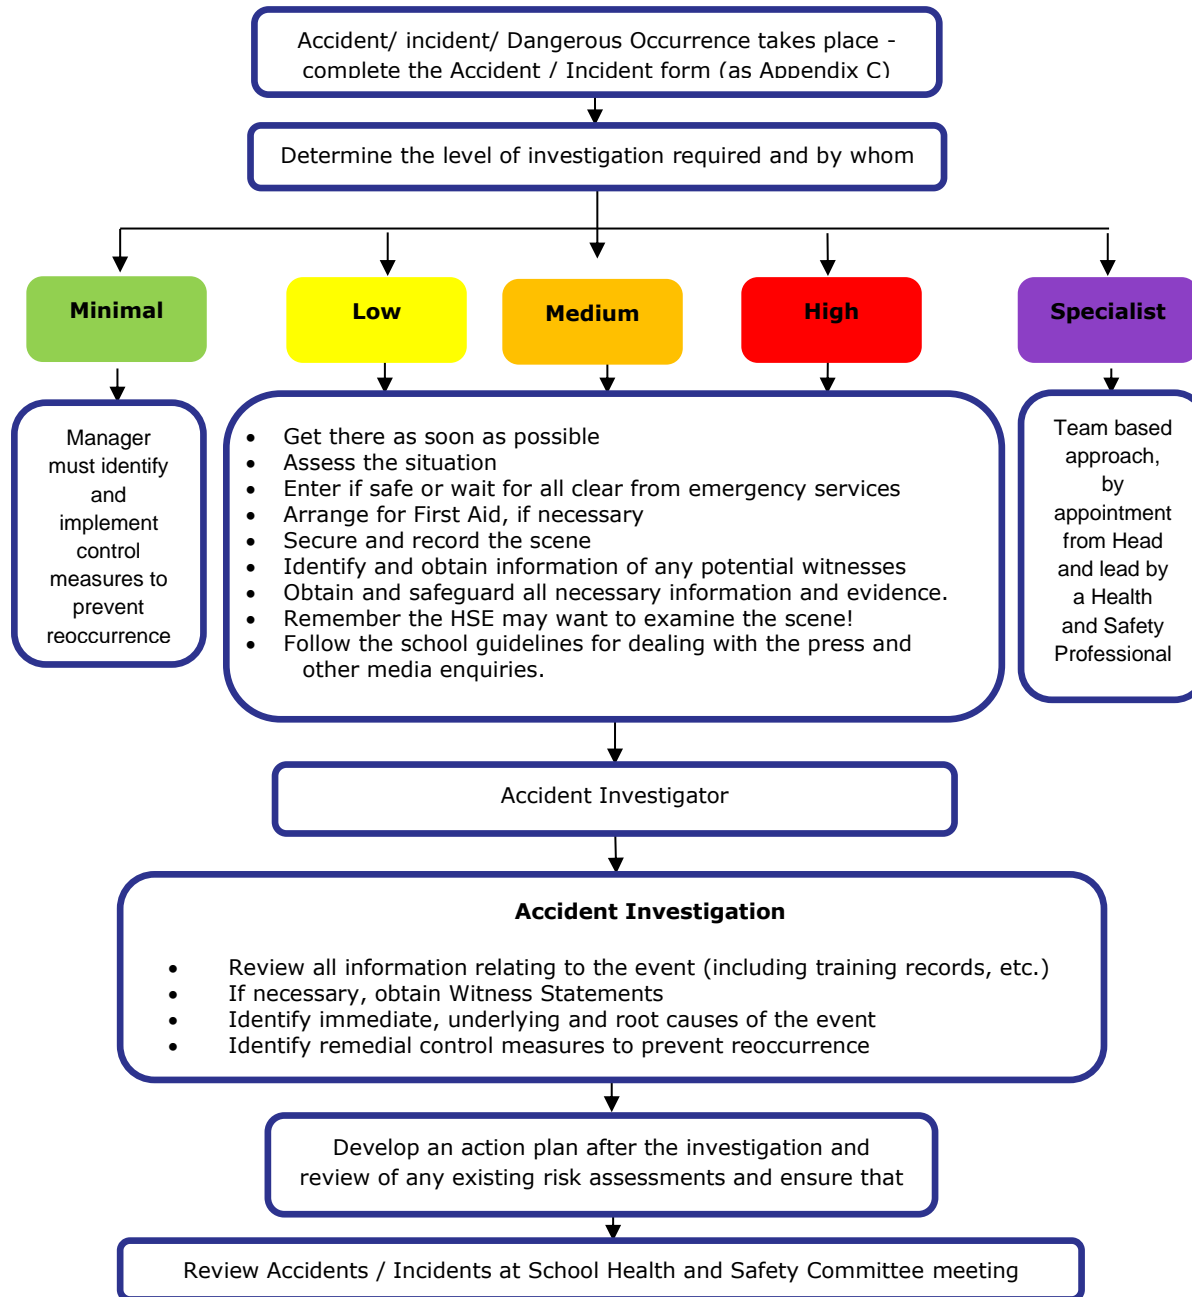 Accident/ incident/ Dangerous Occurrence takes place -
complete the Accident / Incident form (as Appendix C)
Determine the level of investigation required and by whom
Minimal
Low
Medium
High
Specialist
Manager
must identify
and
implement
control
measures to
prevent
reoccurrence
• Get there as soon as possible
• Assess the situation
• Enter if safe or wait for all clear from emergency services
• Arrange for First Aid, if necessary
• Secure and record the scene
• Identify and obtain information of any potential witnesses
• Obtain and safeguard all necessary information and evidence.
• Remember the HSE may want to examine the scene!
• Follow the school guidelines for dealing with the press and
other media enquiries.
Team based
approach,
by
appointment
from Head
and lead by
a Health
and Safety
Professional
Accident Investigator
Accident Investigation
• Review all information relating to the event (including training records, etc.)
• If necessary, obtain Witness Statements
• Identify immediate, underlying and root causes of the event
• Identify remedial control measures to prevent reoccurrence
Develop an action plan after the investigation and
review of any existing risk assessments and ensure that
Review Accidents / Incidents at School Health and Safety Committee meeting